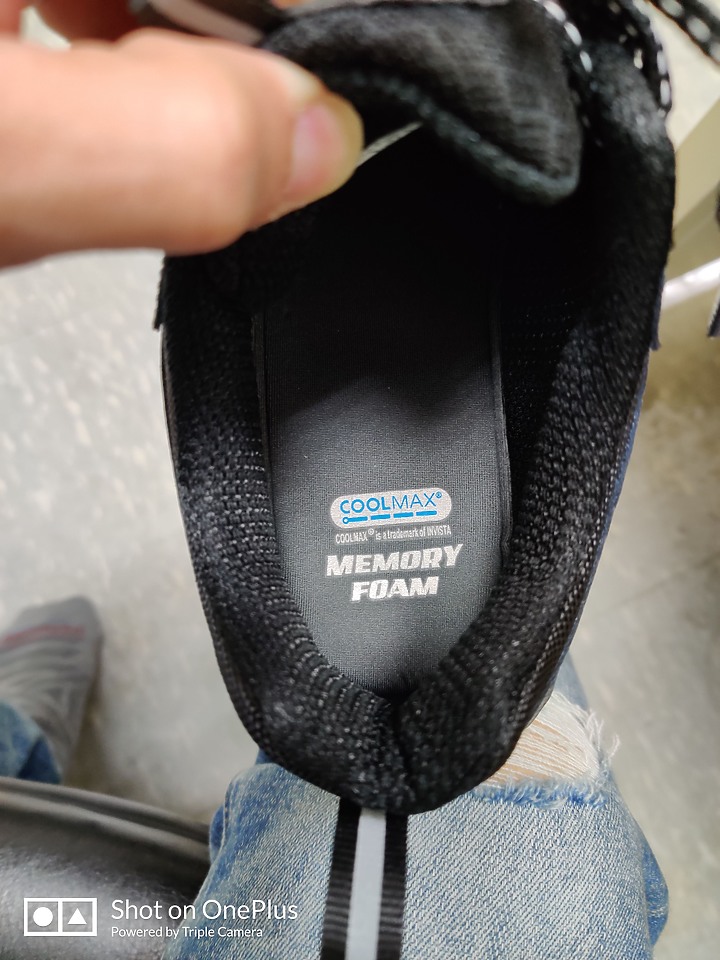 COOLMAX®
COOLMAX® is a trademark of INVISTA
MEMORY
FOAM
Shot on OnePlus
Powered by Triple Camera